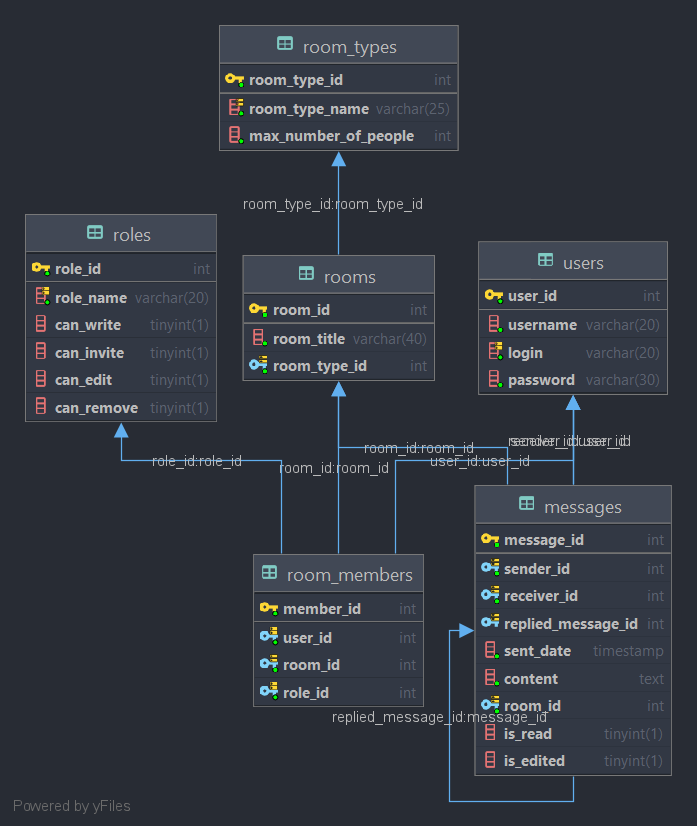 room_types
room_type_id int
room_type_name varchar(25)
max_number_of_people int
room_type_id:room_type_id
roles
role_id int
role_name varchar(20)
can_write tinyint(1)
can_invite tinyint(1)
can_edit tinyint(1)
can_remove tinyint(1)
rooms
room_id int
room_title varchar(40)
room_type_id int
users
user_id int
username varchar(20)
login varchar(20)
password varchar(30)
role_id:role_id
room_id:room_id
room_id:room_id
user_id:user_id
sender_id:user_id
room_members
member_id int
user_id int
room_id int
role_id int
messages
message_id int
sender_id int
receiver_id int
replied_message_id int
sent_date timestamp
content text
room_id int
is_read tinyint(1)
is_edited tinyint(1)
replied_message_id:message_id
Powered by yFiles